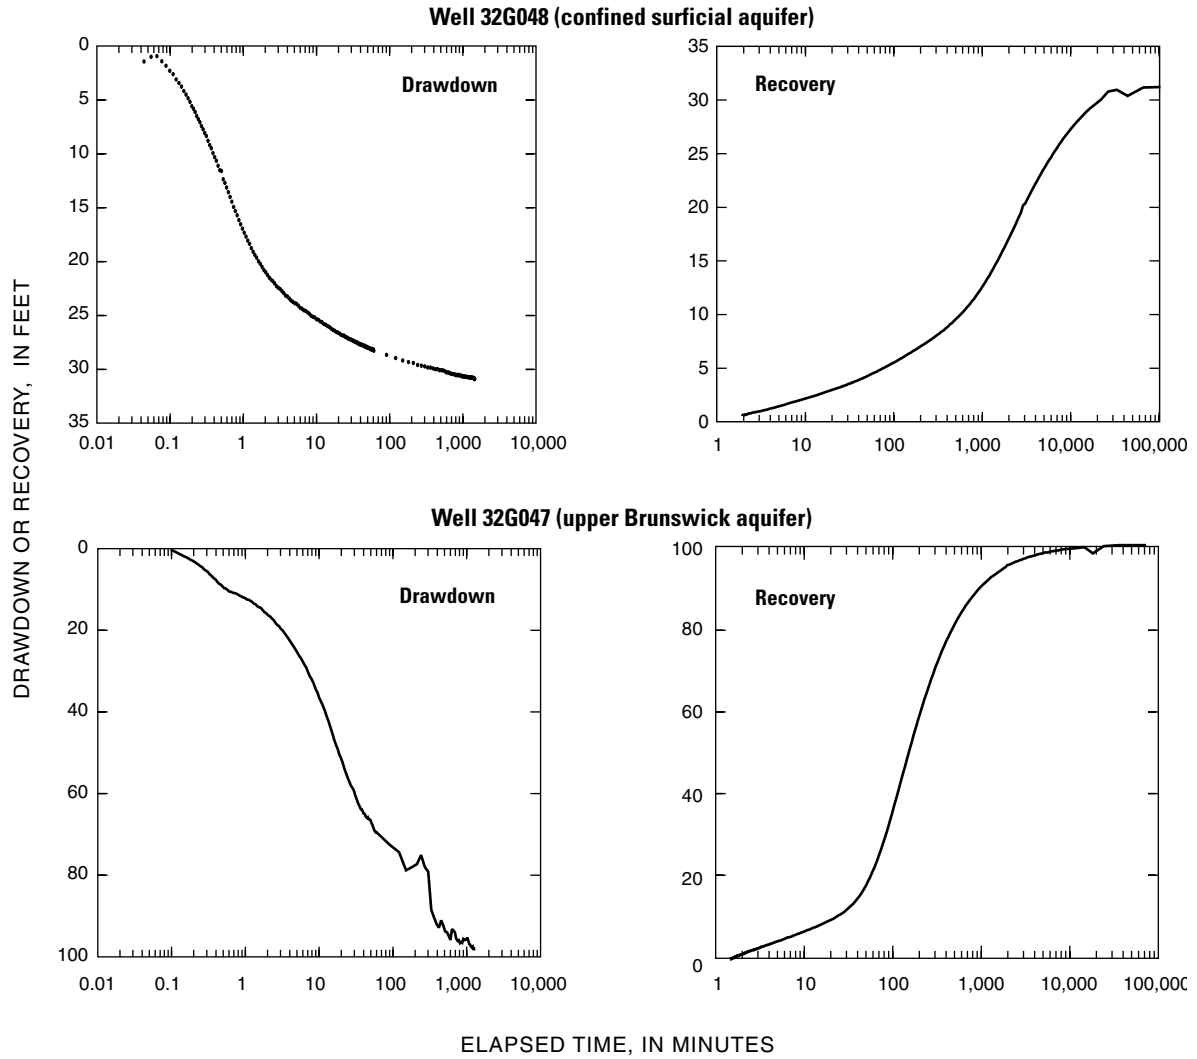 Well 32G048 (confined surficial aquifer)
Drawdown
0
5
10
15
20
25
30
35
0.01 0.1 1 10 100 1,000 10,000
Recovery
35
30
25
20
15
10
5
0
1 10 100 1,000 10,000 100,000
DRAWDOWN OR RECOVERY, IN FEET
Well 32G047 (upper Brunswick aquifer)
Drawdown
0
20
40
60
80
100
0.01 0.1 1 10 100 1,000 10,000
Recovery
100
80
60
40
20
0
1 10 100 1,000 10,000 100,000
ELAPSED TIME, IN MINUTES